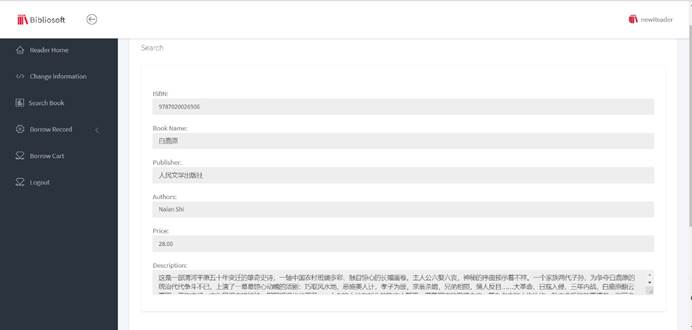 Bibliosoft
newReader
Reader Home
Change Information
Search Book
Borrow Record
Borrow Cart
Logout
Search
ISBN:
9787020026506
Book Name:
白鹿原
Publisher:
人民文学出版社
Authors:
Naian Shi
Price:
28.00
Description:
这是一部渭河平原五十年变迁的雄奇史诗，一轴中国农村斑斓多彩、触目惊心的长幅画卷。主人公六娶六丧，神秘的序曲预示着不祥。一个家族两代子孙，为争夺白鹿原的
统治代代争斗不已，上演了一幕幕惊心动魄的活剧：巧取风水地，恶施美人计，孝子为匪，亲翁杀媳，兄弟相煎，情人反目……大革命、日寇入侵、三年内战，白鹿原翻云